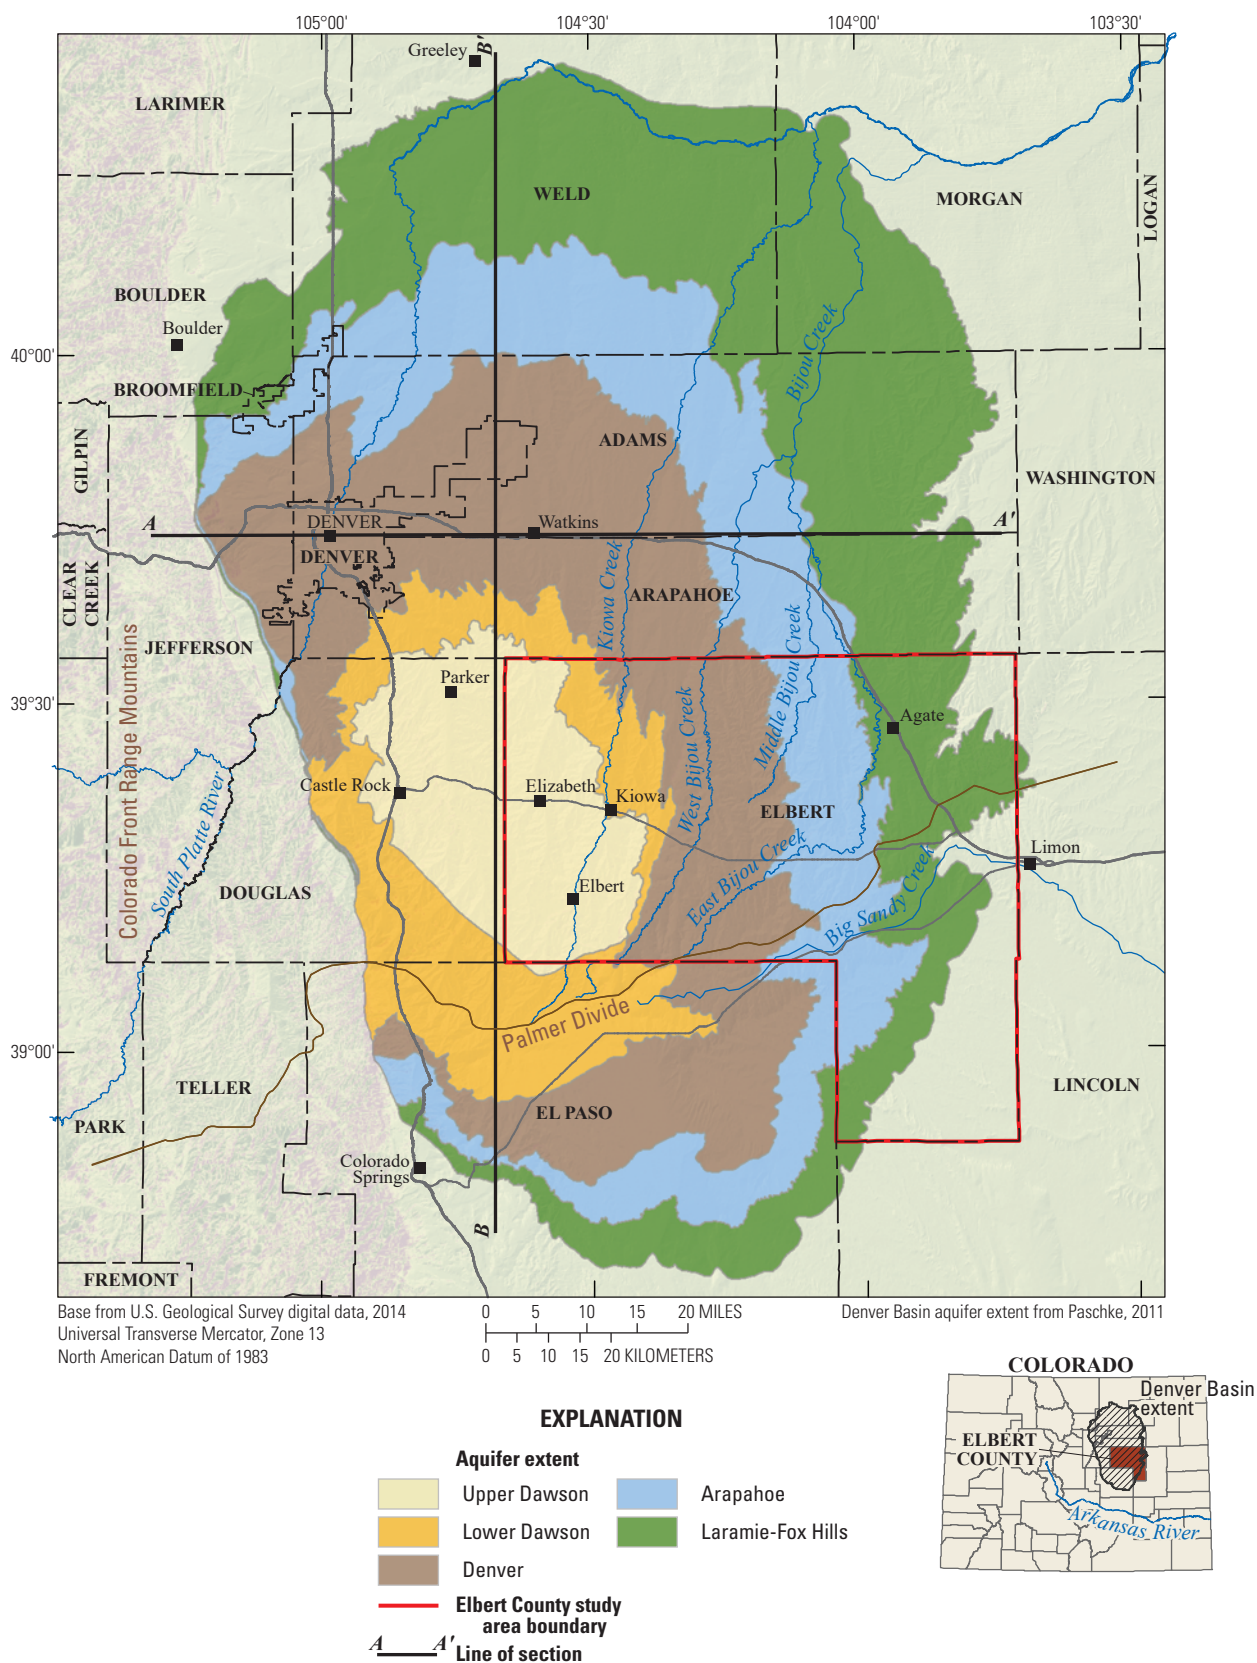 105°00'
104°30'
104°00'
103°30'
Greeley
B'
LARIMER
WELD
MORGAN
LOGAN
BOULDER
Boulder
40°00'
BROOMFIELD
Bijou Creek
GILPIN
ADAMS
WASHINGTON
A
DENVER
Watkins
A'
DENVER
CLEAR
CREEK
Kiowa Creek
ARAPAHOE
JEFFERSON
Colorado Front Range Mountains
Parker
39°30'
Middle Bijou Creek
West Bijou Creek
Agate
South Platte River
Castle Rock
Elizabeth
Kiowa
ELBERT
East Bijou Creek
Limon
DOUGLAS
Elbert
Big Sandy Creek
Palmer Divide
39°00'
TELLER
LINCOLN
PARK
EL PASO
Colorado
Springs
B
FREMONT
Base from U.S. Geological Survey digital data, 2014
Universal Transverse Mercator, Zone 13
North American Datum of 1983
0 5 10 15 20 MILES
0 5 10 15 20 KILOMETERS
Denver Basin aquifer extent from Paschke, 2011
COLORADO
Denver Basin
extent
ELBERT
COUNTY
Arkansas River
EXPLANATION
Aquifer extent
Upper Dawson
Arapahoe
Lower Dawson
Laramie-Fox Hills
Denver
Elbert County study
area boundary
A A' Line of section